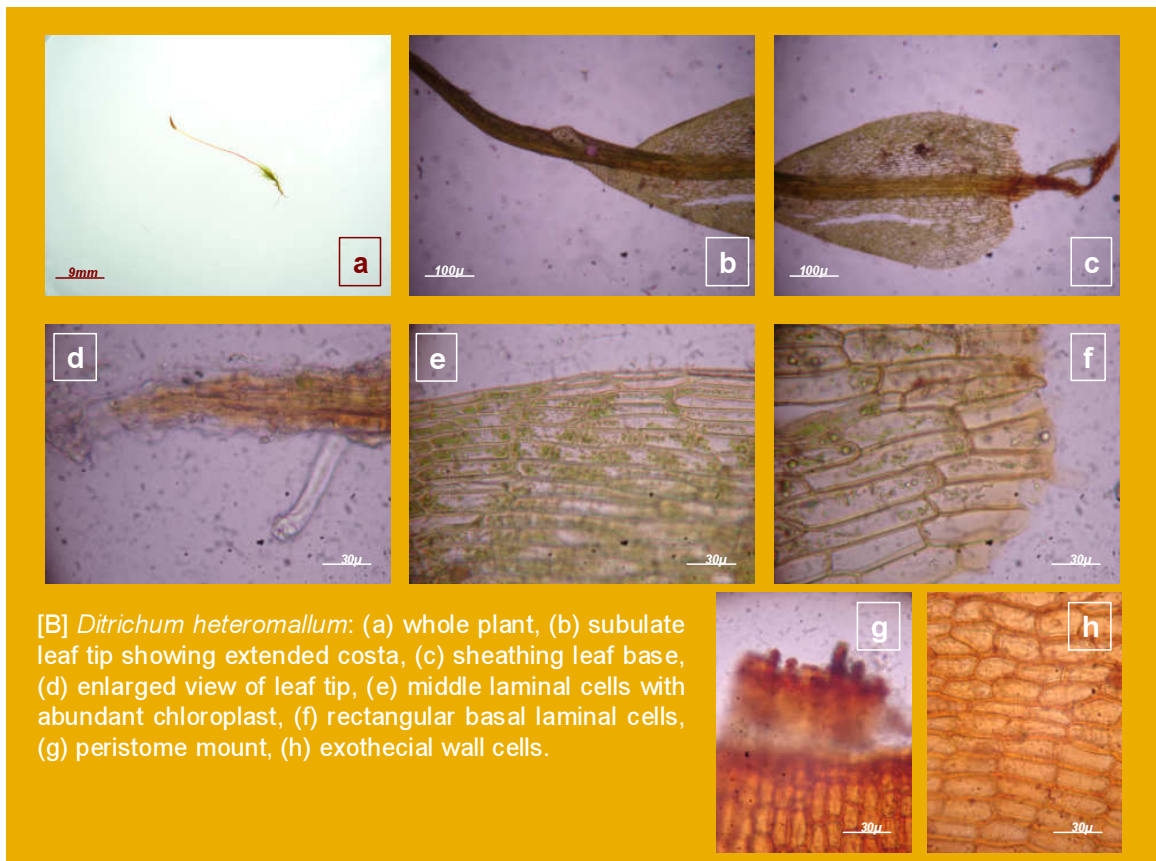 a
9mm
b
100µ
c
100µ
d
30µ
e
30µ
f
30µ
[B] Ditrichum heteromallum: (a) whole plant, (b) subulate
leaf tip showing extended costa, (c) sheathing leaf base,
(d) enlarged view of leaf tip, (e) middle laminal cells with
abundant chloroplast, (f) rectangular basal laminal cells,
(g) peristome mount, (h) exothecial wall cells.
g
30µ
h
30µ